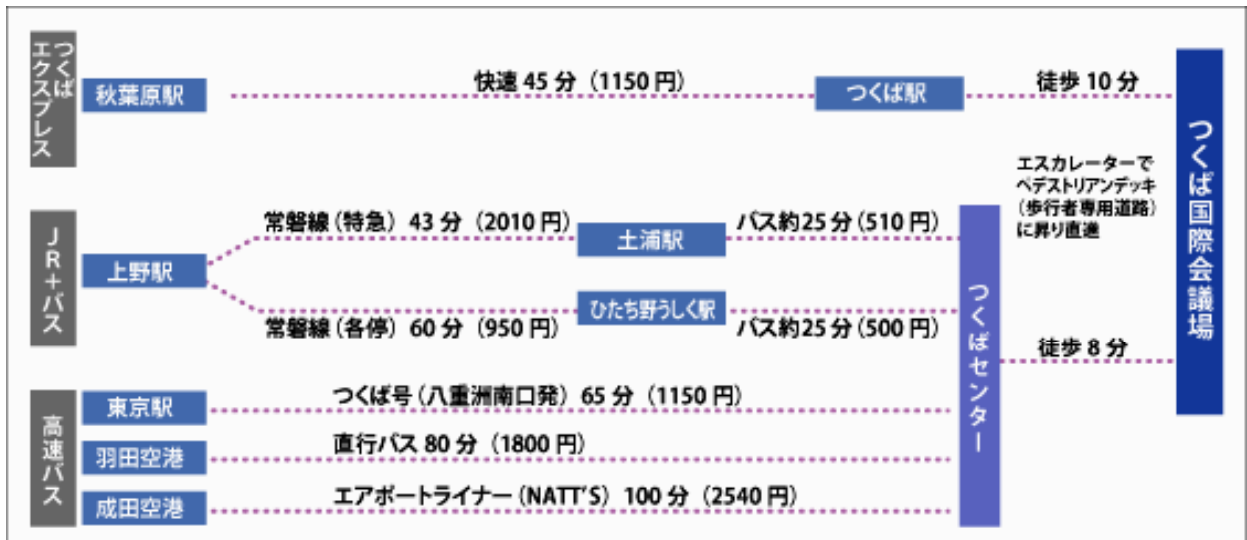 つくば
エクスプレス
秋葉原駅
快速 45 分（1150 円）
つくば駅
徒歩 10 分
つくば国際会議場
エスカレーターで
ペデストリアンデッキ
（歩行者専用道路）
に昇り直進
JR+バス
上野駅
常磐線（特急）43 分（2010 円）
土浦駅
バス約25 分（510 円）
常磐線（各停）60 分（950 円）
ひたち野うしく駅
バス約25 分（500 円）
つくばセンター
徒歩 8 分
高速バス
東京駅
つくば号（八重洲南口発）65 分（1150 円）
羽田空港
直行バス 80 分（1800 円）
成田空港
エアポートライナー（NATT'S）100 分（2540 円）